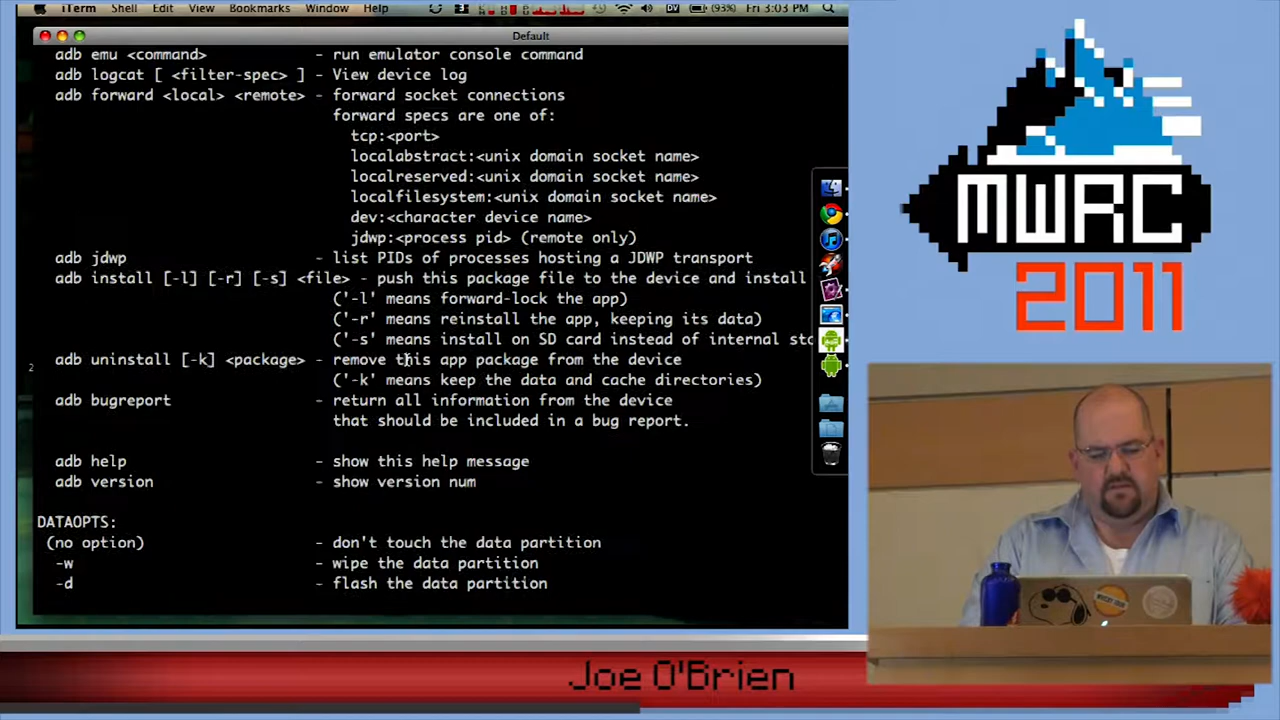 iTerm Shell Edit View Bookmarks Window Help 3 DV (93%) Fri 3:03 PM
Default
adb emu <command> - run emulator console command
adb logcat [ <filter-spec> ] - View device log
adb forward <local> <remote> - forward socket connections
forward specs are one of:
tcp:<port>
localabstract:<unix domain socket name>
localreserved:<unix domain socket name>
localfilesystem:<unix domain socket name>
dev:<character device name>
jdwp:<process pid> (remote only)
adb jdwp - list PIDs of processes hosting a JDWP transport
adb install [-l] [-r] [-s] <file> - push this package file to the device and install
('-l' means forward-lock the app)
('-r' means reinstall the app, keeping its data)
('-s' means install on SD card instead of internal sto
adb uninstall [-k] <package> - remove this app package from the device
('-k' means keep the data and cache directories)
adb bugreport - return all information from the device
that should be included in a bug report.
adb help - show this help message
adb version - show version num
DATAOPTS:
(no option) - don't touch the data partition
-w - wipe the data partition
-d - flash the data partition
2
MWRC
2011
Joe O'Brien